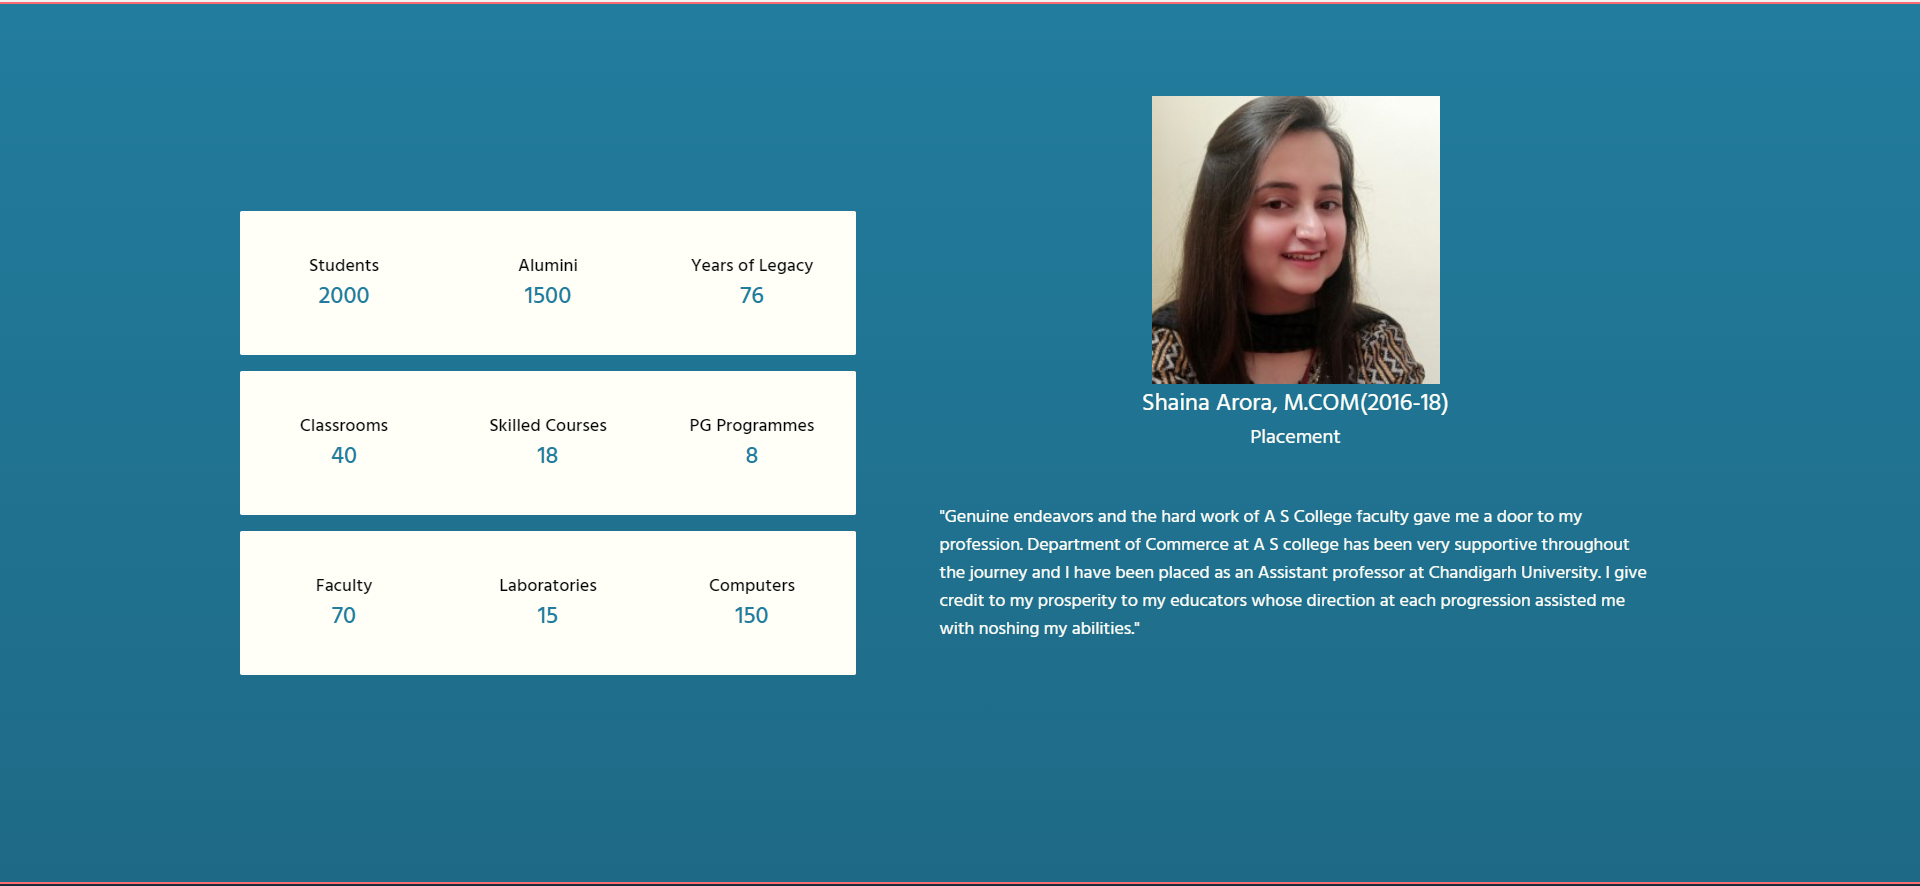 Students Alumini Years of Legacy
2000 1500 76
Classrooms Skilled Courses PG Programmes
40 18 8
Faculty Laboratories Computers
70 15 150
Shaina Arora, M.COM(2016-18)
Placement
"Genuine endeavors and the hard work of A S College faculty gave me a door to my
profession. Department of Commerce at A S college has been very supportive throughout
the journey and I have been placed as an Assistant professor at Chandigarh University. I give
credit to my prosperity to my educators whose direction at each progression assisted me
with noshing my abilities."